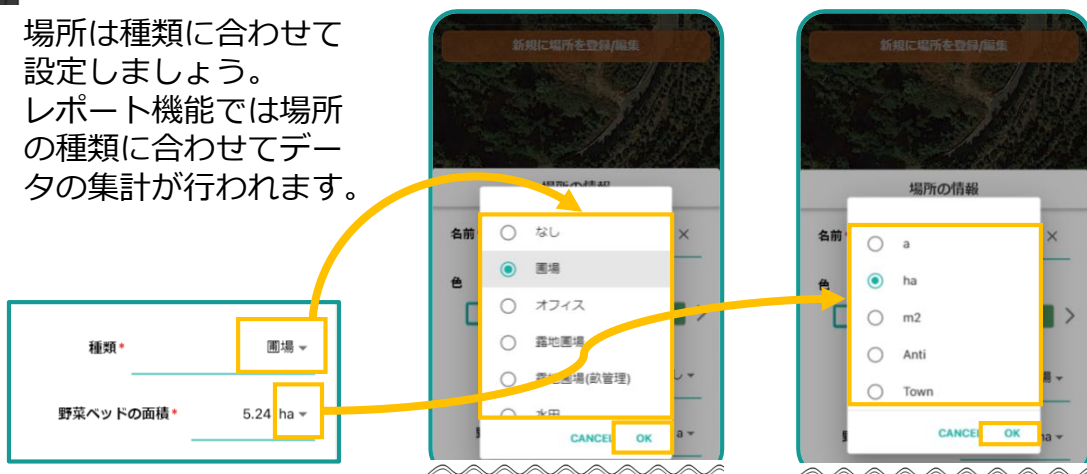 場所は種類に合わせて
設定しましょう。
レポート機能では場所
の種類に合わせてデー
タの集計が行われます。
種類*
圃場
野菜ベッドの面積*
5.24 ha
新規に場所を登録/編集
場所の情報
名前
色
なし
圃場
オフィス
露地圃場
露地圃場(畝管理)
水田
CANCEL OK
新規に場所を登録/編集
場所の情報
名前
色
a
ha
m2
Anti
Town
CANCEL OK